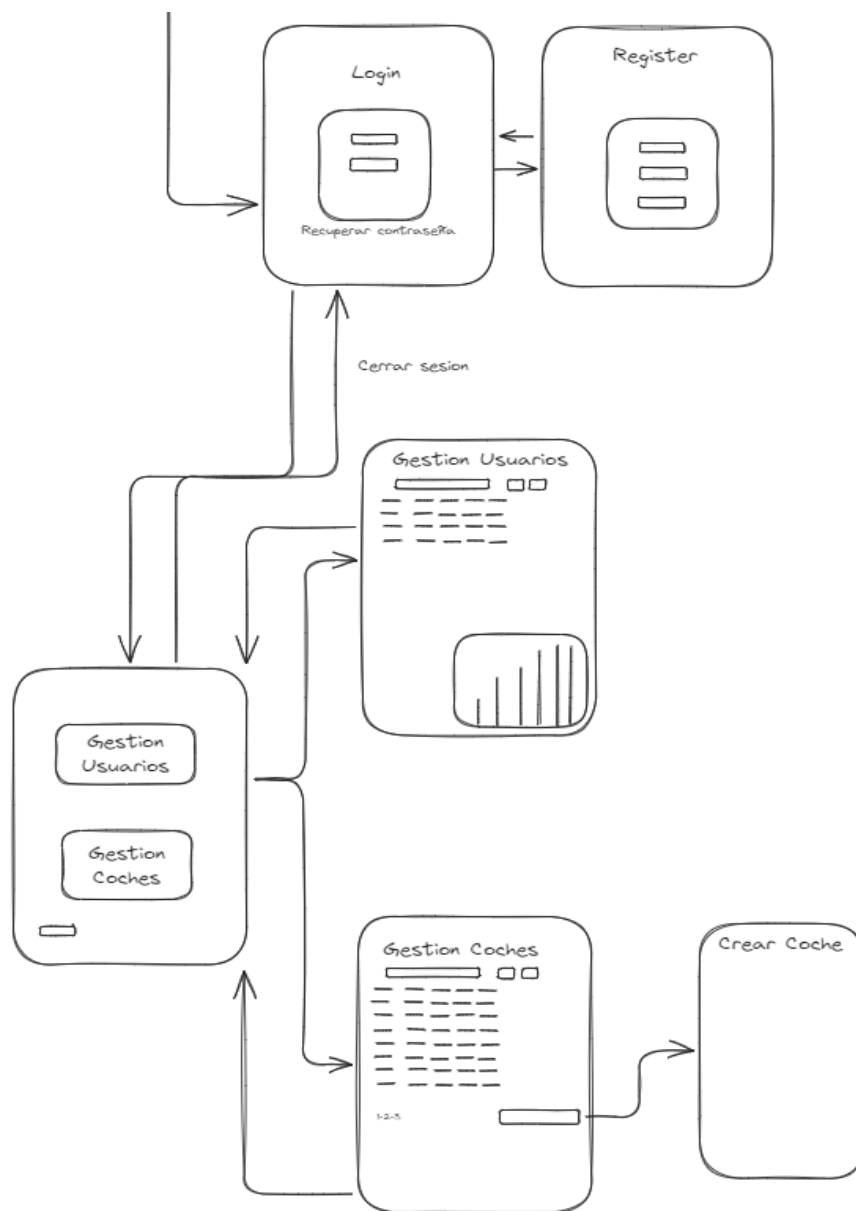 Login
Register
Recuperar contraseña
Cerrar sesion
Gestion Usuarios
Gestion
Usuarios
Gestion
Coches
Gestion Coches
Crear Coche
1-2-3